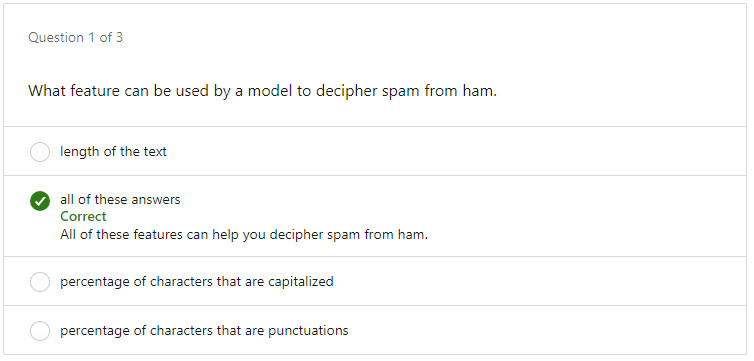 Question 1 of 3
What feature can be used by a model to decipher spam from ham.
length of the text
all of these answers
Correct
All of these features can help you decipher spam from ham.
percentage of characters that are capitalized
percentage of characters that are punctuations